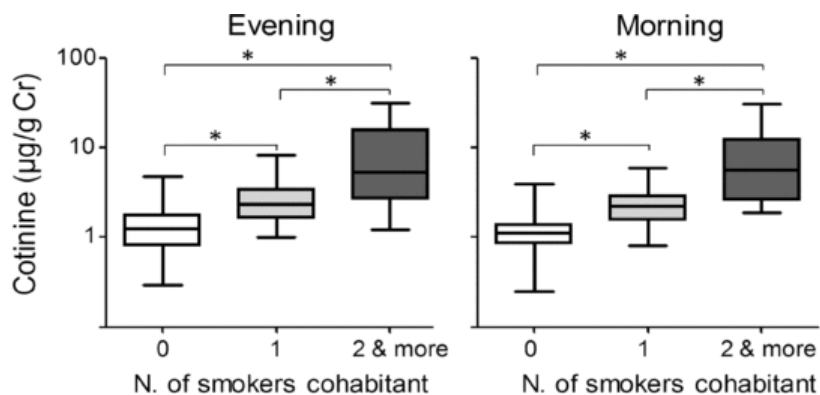 Evening
Morning
Cotinine (µg/g Cr)
100
10
1
*
*
*
*
*
*
0 1 2 & more
0 1 2 & more
N. of smokers cohabitant
N. of smokers cohabitant